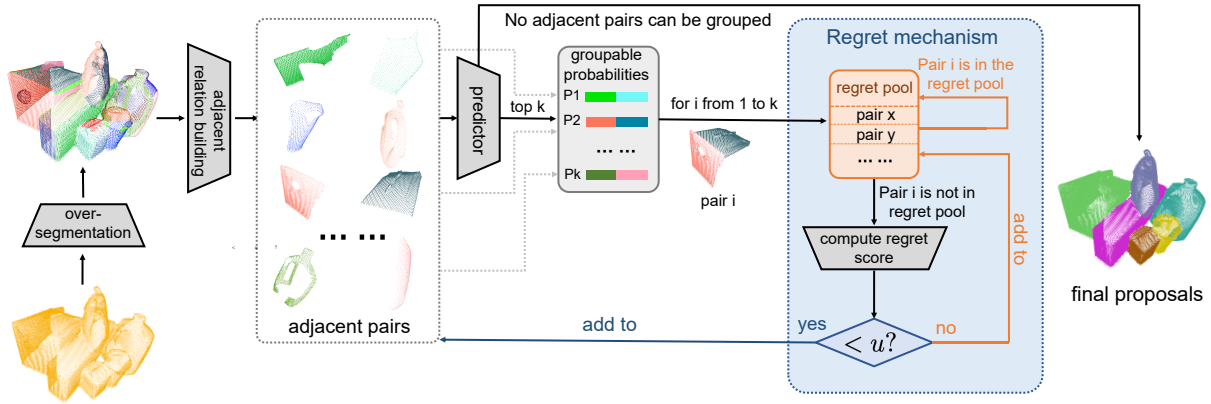 No adjacent pairs can be grouped
over-
segmentation
adjacent
relation building
adjacent pairs
... ...
predictor
top k
groupable
probabilities
P1
P2
... ...
Pk
for i from 1 to k
pair i
Regret mechanism
regret pool
pair x
pair y
... ...
Pair i is in the
regret pool
Pair i is not in
regret pool
compute regret
score
< u?
yes
no
add to
add to
final proposals